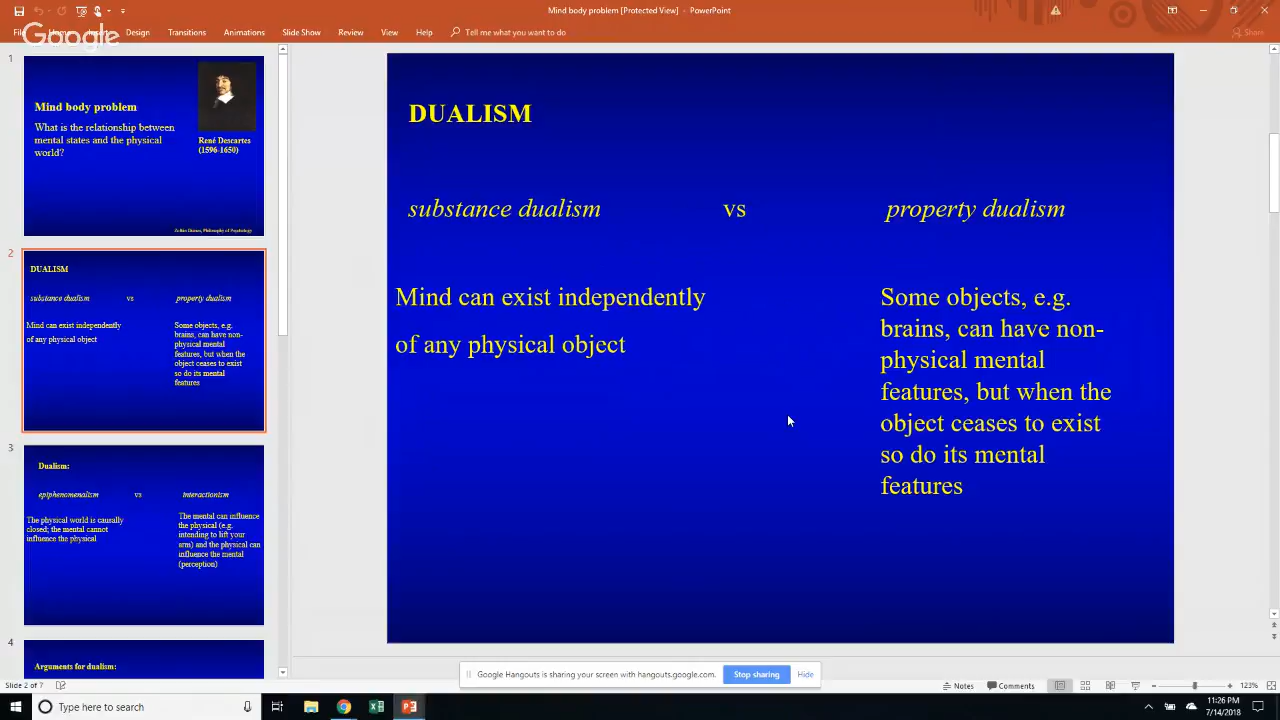 Mind body problem [Protected View] - PowerPoint
Google
Design Transitions Animations Slide Show Review View Help Tell me what you want to do Share
1
Mind body problem
What is the relationship between
mental states and the physical
world?
René Descartes
(1596-1650)
2
DUALISM
substance dualism vs property dualism
Mind can exist independently
of any physical object
Some objects, e.g.
brains, can have non-
physical mental
features, but when the
object ceases to exist
so do its mental
features
3
Dualism:
epiphenomenalism vs interactionism
The physical world is causally
closed; the mental cannot
influence the physical
The mental can influence
the physical (e.g.
intending to lift your
arm) and the physical can
influence the mental
(perception)
4
Arguments for dualism:
DUALISM
substance dualism vs property dualism
Mind can exist independently
of any physical object
Some objects, e.g.
brains, can have non-
physical mental
features, but when the
object ceases to exist
so do its mental
features
Google Hangouts is sharing your screen with hangouts.google.com. Stop sharing Hide
Slide 2 of 7 Notes Comments 123%
Type here to search
11:26 PM
7/14/2018